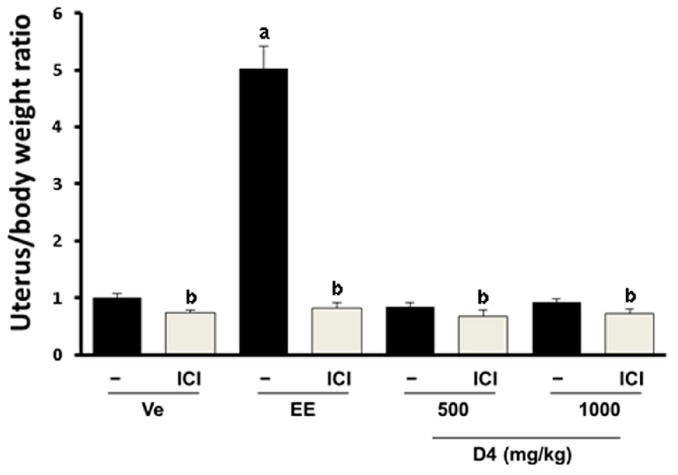 Uterus/body weight ratio
6
5
4
3
2
1
0
a
b
b
b
b
– ICI – ICI – ICI – ICI
Ve EE 500 1000
D4 (mg/kg)